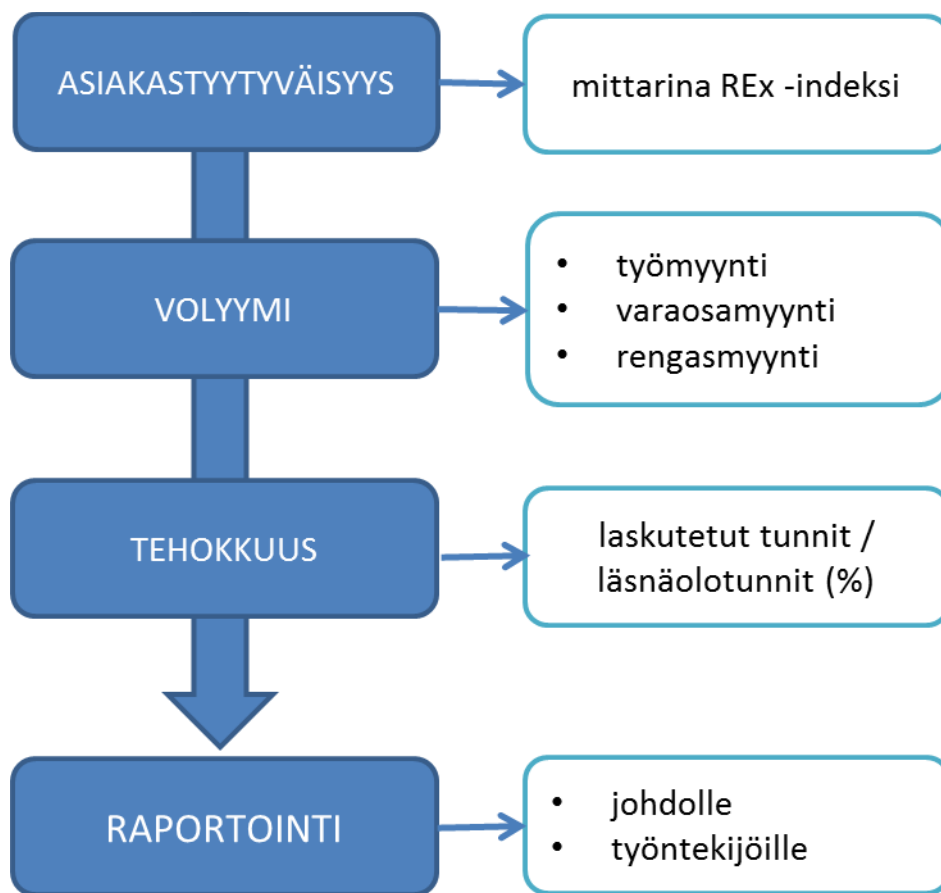 ASIAKASTYYTYVÄISYYS
mittarina REx -indeksi
VOLYYMI
• työmyynti
• varaosamyynti
• rengasmyynti
TEHOKKUUS
laskutetut tunnit /
läsnäolotunnit (%)
RAPORTOINTI
• johdolle
• työntekijöille